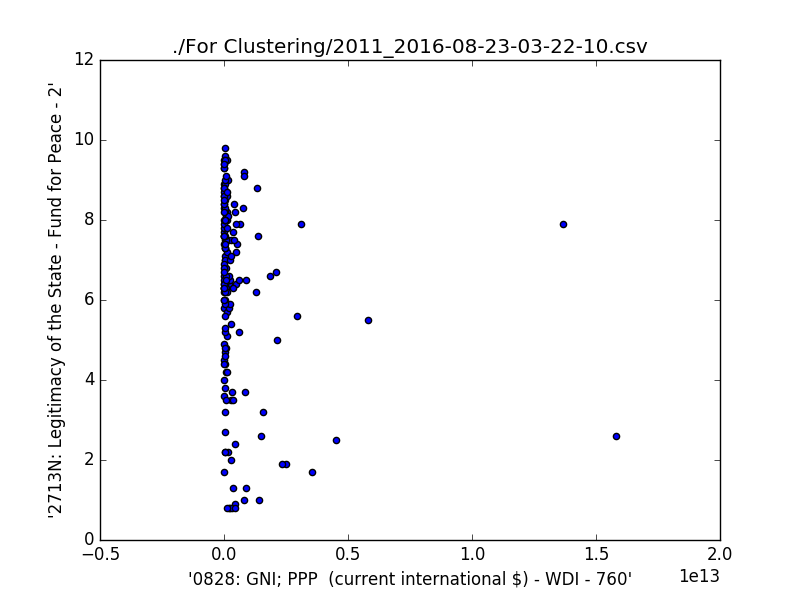 ./For Clustering/2011_2016-08-23-03-22-10.csv
12
10
8
6
4
2
0
'2713N: Legitimacy of the State - Fund for Peace - 2'
−0.5 0.0 0.5 1.0 1.5 2.0
1e13
'0828: GNI; PPP  (current international $) - WDI - 760'